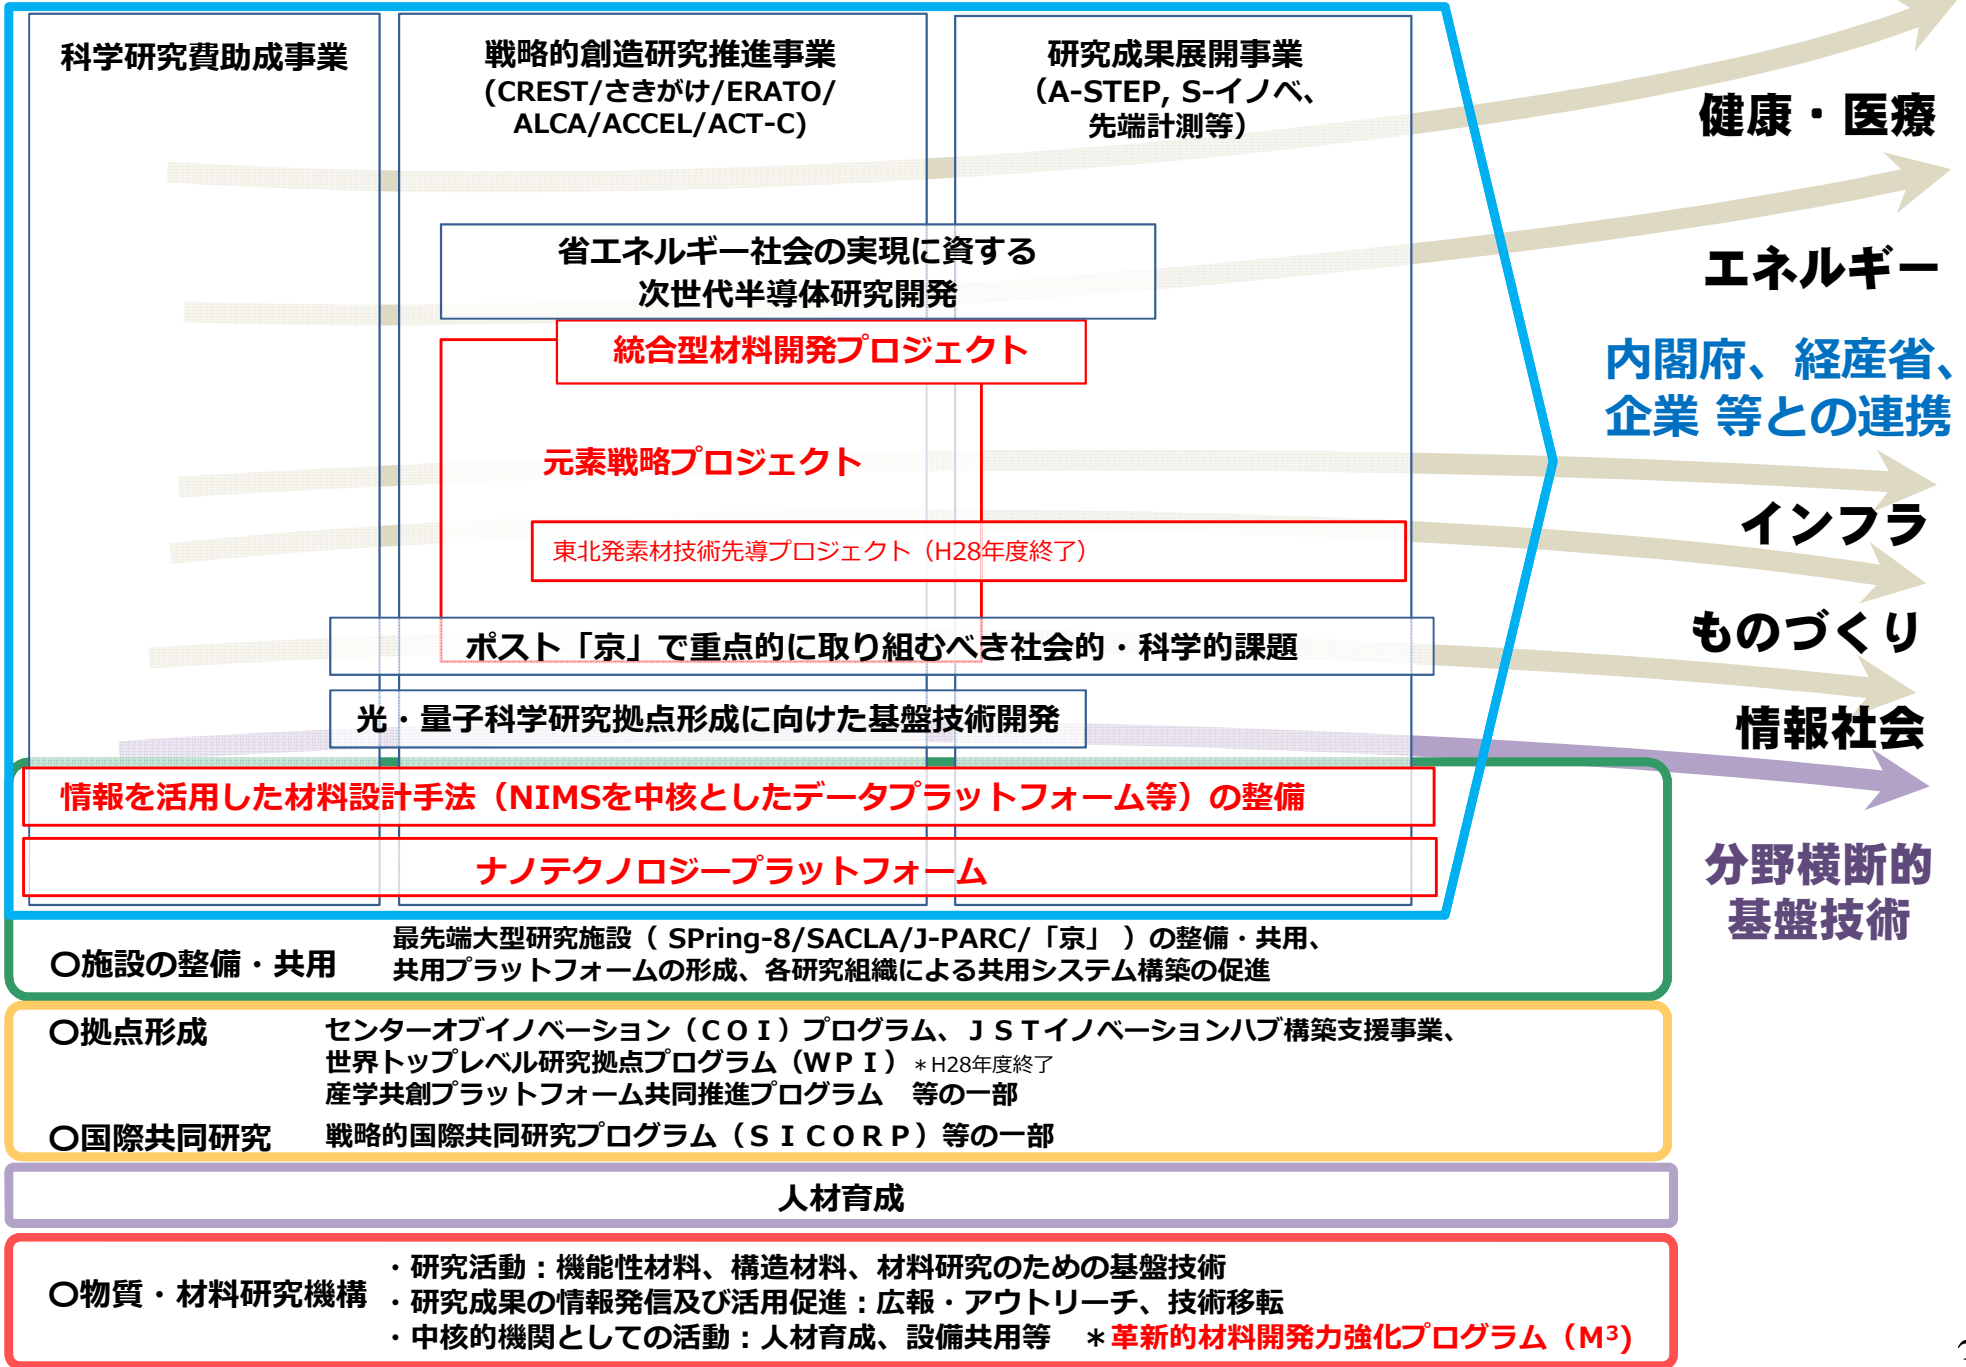 科学研究費助成事業
戦略的創造研究推進事業
(CREST/さきがけ/ERATO/
ALCA/ACCEL/ACT-C)
研究成果展開事業
（A-STEP, S-イノベ、
先端計測等）
健康・医療
省エネルギー社会の実現に資する
次世代半導体研究開発
エネルギー
統合型材料開発プロジェクト
内閣府、経産省、
企業 等との連携
元素戦略プロジェクト
インフラ
東北発素材技術先導プロジェクト（H28年度終了）
ものづくり
ポスト「京」で重点的に取り組むべき社会的・科学的課題
光・量子科学研究拠点形成に向けた基盤技術開発
情報社会
情報を活用した材料設計手法（NIMSを中核としたデータプラットフォーム等）の整備
ナノテクノロジープラットフォーム
分野横断的
基盤技術
〇施設の整備・共用
最先端大型研究施設（ SPring-8/SACLA/J-PARC/「京」 ）の整備・共用、
共用プラットフォームの形成、各研究組織による共用システム構築の促進
〇拠点形成
センターオブイノベーション（ＣＯＩ）プログラム、ＪＳＴイノベーションハブ構築支援事業、
世界トップレベル研究拠点プログラム（ＷＰＩ）＊H28年度終了
産学共創プラットフォーム共同推進プログラム　等の一部
〇国際共同研究
戦略的国際共同研究プログラム（ＳＩＣＯＲＰ）等の一部
人材育成
〇物質・材料研究機構
・研究活動：機能性材料、構造材料、材料研究のための基盤技術
・研究成果の情報発信及び活用促進：広報・アウトリーチ、技術移転
・中核的機関としての活動：人材育成、設備共用等　＊革新的材料開発力強化プログラム（M³)